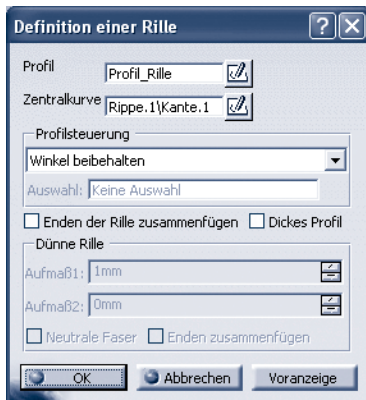 Definition einer Rille
Profil Profil_Rille
Zentralkurve Rippe.1\Kante.1
Profilsteuerung
Winkel beibehalten
Auswahl: Keine Auswahl
Enden der Rille zusammenfügen Dickes Profil
Dünne Rille
Aufmaß1: 1mm
Aufmaß2: 0mm
Neutrale Faser Enden zusammenfügen
OK Abbrechen Voranzeige